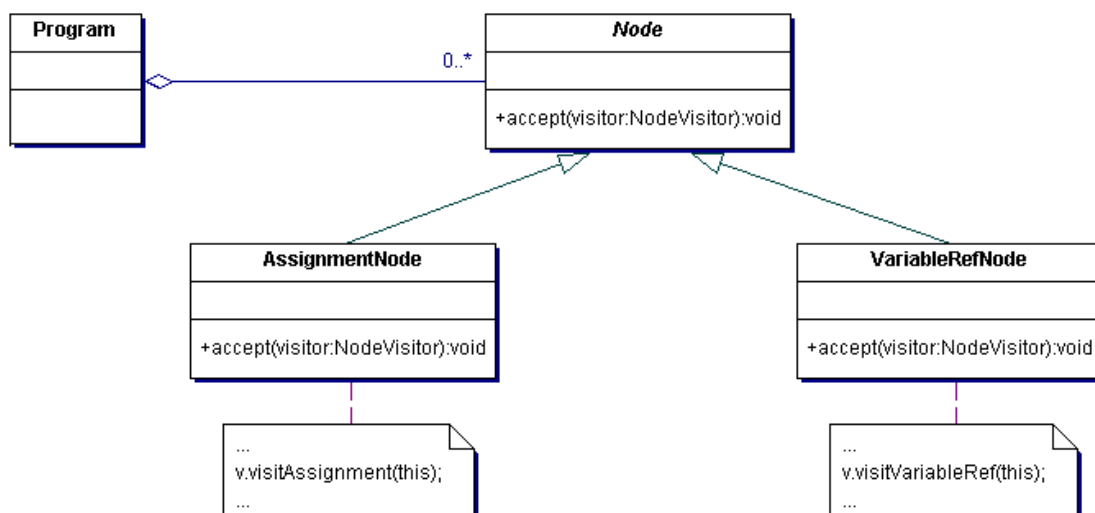 Program
Node
0..*
+accept(visitor:NodeVisitor):void
AssignmentNode
VariableRefNode
+accept(visitor:NodeVisitor):void
+accept(visitor:NodeVisitor):void
...
v.visitAssignment(this);
...
...
v.visitVariableRef(this);
...